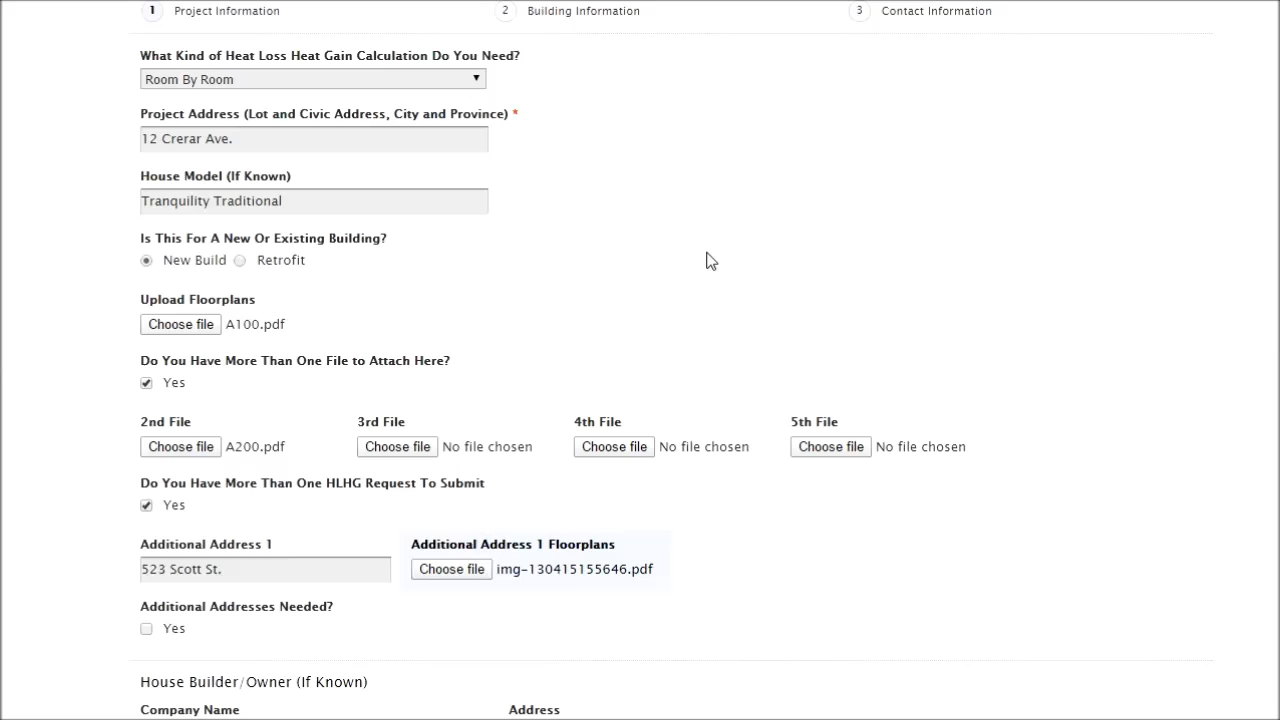 1 Project Information 2 Building Information 3 Contact Information
What Kind of Heat Loss Heat Gain Calculation Do You Need?
Room By Room
Project Address (Lot and Civic Address, City and Province) *
12 Crerar Ave.
House Model (If Known)
Tranquility Traditional
Is This For A New Or Existing Building?
New Build Retrofit
Upload Floorplans
Choose file A100.pdf
Do You Have More Than One File to Attach Here?
Yes
2nd File 3rd File 4th File 5th File
Choose file A200.pdf Choose file No file chosen Choose file No file chosen Choose file No file chosen
Do You Have More Than One HLHG Request To Submit
Yes
Additional Address 1 Additional Address 1 Floorplans
523 Scott St. Choose file img-130415155646.pdf
Additional Addresses Needed?
Yes
House Builder/Owner (If Known)
Company Name Address